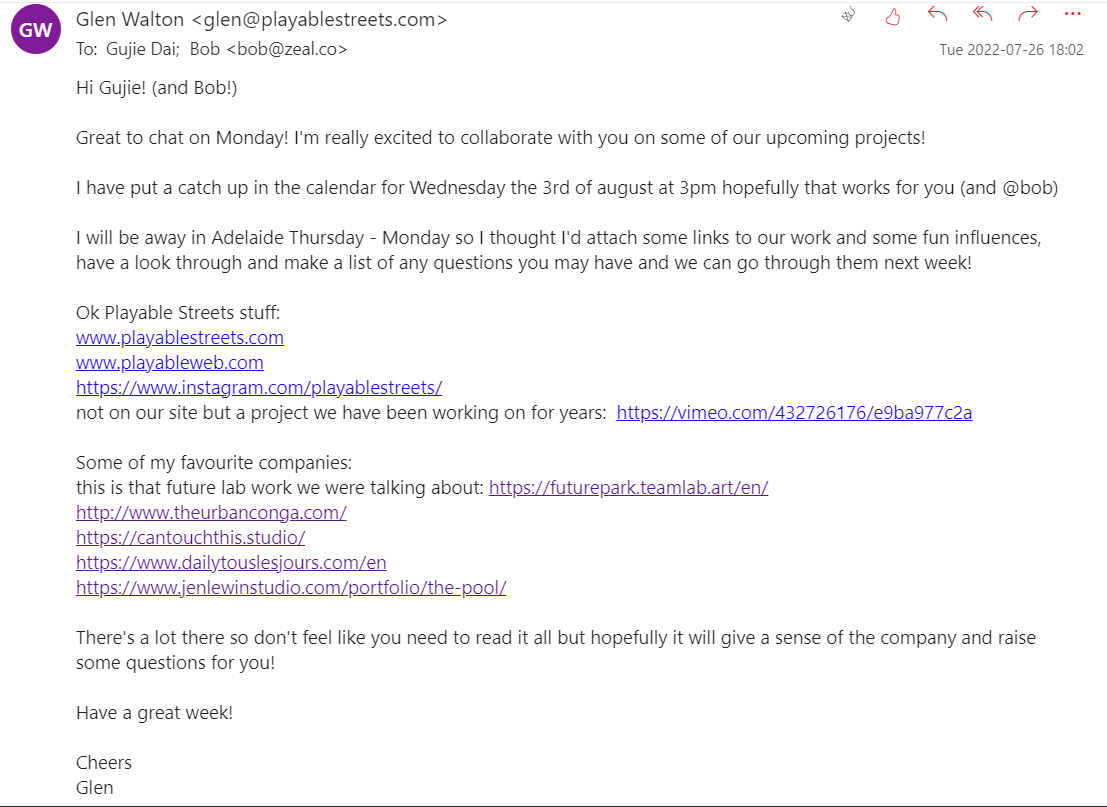 GW
Glen Walton <glen@playablestreets.com>
To: Gujie Dai; Bob <bob@zeal.co>
Tue 2022-07-26 18:02
Hi Gujie! (and Bob!)
Great to chat on Monday! I'm really excited to collaborate with you on some of our upcoming projects!
I have put a catch up in the calendar for Wednesday the 3rd of august at 3pm hopefully that works for you (and @bob)
I will be away in Adelaide Thursday - Monday so I thought I'd attach some links to our work and some fun influences,
have a look through and make a list of any questions you may have and we can go through them next week!
Ok Playable Streets stuff:
www.playablestreets.com
www.playableweb.com
https://www.instagram.com/playablestreets/
not on our site but a project we have been working on for years:  https://vimeo.com/432726176/e9ba977c2a
Some of my favourite companies:
this is that future lab work we were talking about: https://futurepark.teamlab.art/en/
http://www.theurbanconga.com/
https://cantouchthis.studio/
https://www.dailytouslesjours.com/en
https://www.jenlewinstudio.com/portfolio/the-pool/
There's a lot there so don't feel like you need to read it all but hopefully it will give a sense of the company and raise
some questions for you!
Have a great week!
Cheers
Glen